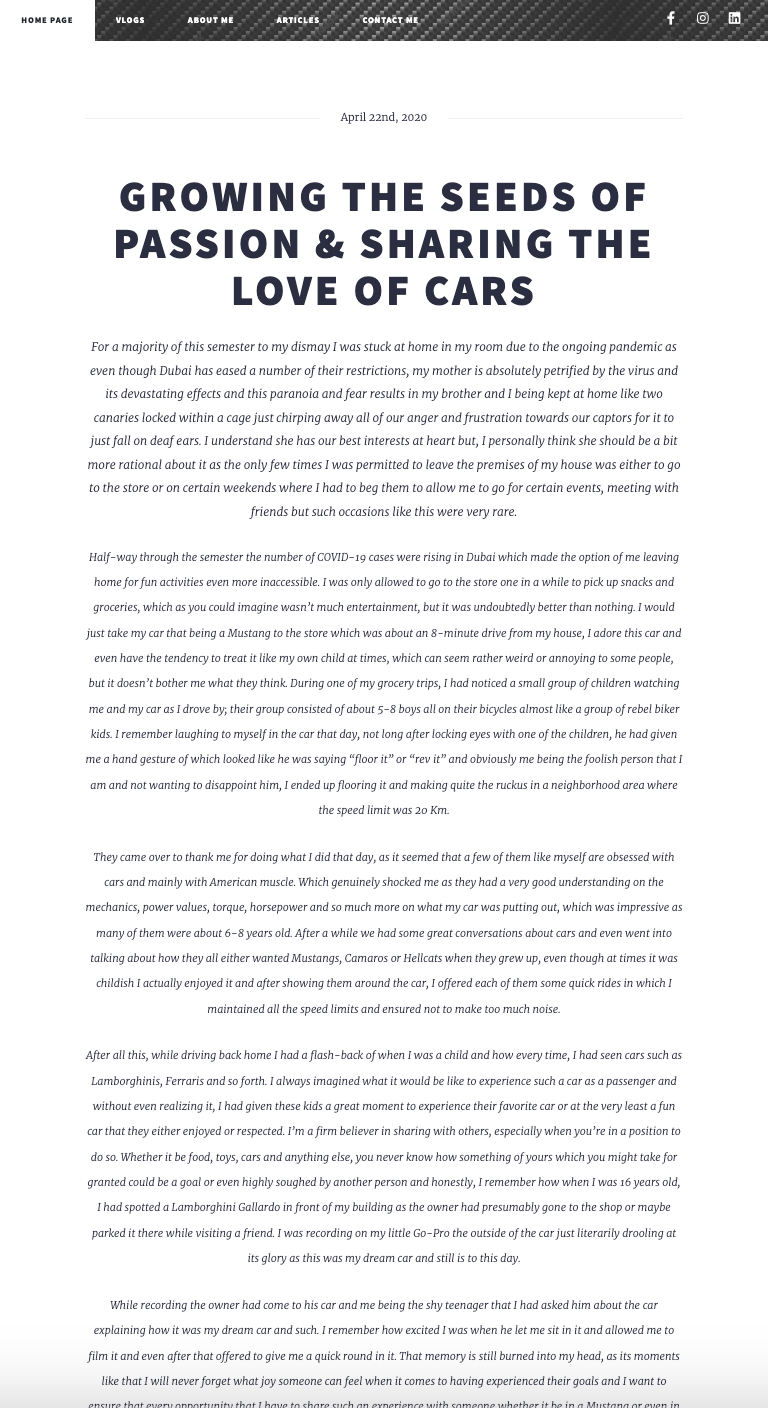 HOME PAGE
VLOGS
ABOUT ME
ARTICLES
CONTACT ME
April 22nd, 2020
GROWING THE SEEDS OF
PASSION & SHARING THE
LOVE OF CARS
For a majority of this semester to my dismay I was stuck at home in my room due to the ongoing pandemic as
even though Dubai has eased a number of their restrictions, my mother is absolutely petrified by the virus and
its devastating effects and this paranoia and fear results in my brother and I being kept at home like two
canaries locked within a cage just chirping away all of our anger and frustration towards our captors for it to
just fall on deaf ears. I understand she has our best interests at heart but, I personally think she should be a bit
more rational about it as the only few times I was permitted to leave the premises of my house was either to go
to the store or on certain weekends where I had to beg them to allow me to go for certain events, meeting with
friends but such occasions like this were very rare.
Half-way through the semester the number of COVID-19 cases were rising in Dubai which made the option of me leaving
home for fun activities even more inaccessible. I was only allowed to go to the store one in a while to pick up snacks and
groceries, which as you could imagine wasn't much entertainment, but it was undoubtedly better than nothing. I would
just take my car that being a Mustang to the store which was about an 8-minute drive from my house, I adore this car and
even have the tendency to treat it like my own child at times, which can seem rather weird or annoying to some people,
but it doesn't bother me what they think. During one of my grocery trips, I had noticed a small group of children watching
me and my car as I drove by; their group consisted of about 5-8 boys all on their bicycles almost like a group of rebel biker
kids. I remember laughing to myself in the car that day, not long after locking eyes with one of the children, he had given
me a hand gesture of which looked like he was saying "floor it" or "rev it" and obviously me being the foolish person that I
am and not wanting to disappoint him, I ended up flooring it and making quite the ruckus in a neighborhood area where
the speed limit was 20 Km.
They came over to thank me for doing what I did that day, as it seemed that a few of them like myself are obsessed with
cars and mainly with American muscle. Which genuinely shocked me as they had a very good understanding on the
mechanics, power values, torque, horsepower and so much more on what my car was putting out, which was impressive as
many of them were about 6-8 years old. After a while we had some great conversations about cars and even went into
talking about how they all either wanted Mustangs, Camaros or Hellcats when they grew up, even though at times it was
childish I actually enjoyed it and after showing them around the car, I offered each of them some quick rides in which I
maintained all the speed limits and ensured not to make too much noise.
After all this, while driving back home I had a flash-back of when I was a child and how every time, I had seen cars such as
Lamborghinis, Ferraris and so forth. I always imagined what it would be like to experience such a car as a passenger and
without even realizing it, I had given these kids a great moment to experience their favorite car or at the very least a fun
car that they either enjoyed or respected. I'm a firm believer in sharing with others, especially when you're in a position to
do so. Whether it be food, toys, cars and anything else, you never know how something of yours which you might take for
granted could be a goal or even highly soughed by another person and honestly, I remember how when I was 16 years old,
I had spotted a Lamborghini Gallardo in front of my building as the owner had presumably gone to the shop or maybe
parked it there while visiting a friend. I was recording on my little Go-Pro the outside of the car just literarily drooling at
its glory as this was my dream car and still is to this day.
While recording the owner had come to his car and me being the shy teenager that I had asked him about the car
explaining how it was my dream car and such. I remember how excited I was when he let me sit in it and allowed me to
film it and even after that offered to give me a quick round in it. That memory is still burned into my head, as its moments
like that I will never forget what joy someone can feel when it comes to having experienced their goals and I want to
ensure that every opportunity that I have to share such an experience with someone whether it be in a Mustang or even in